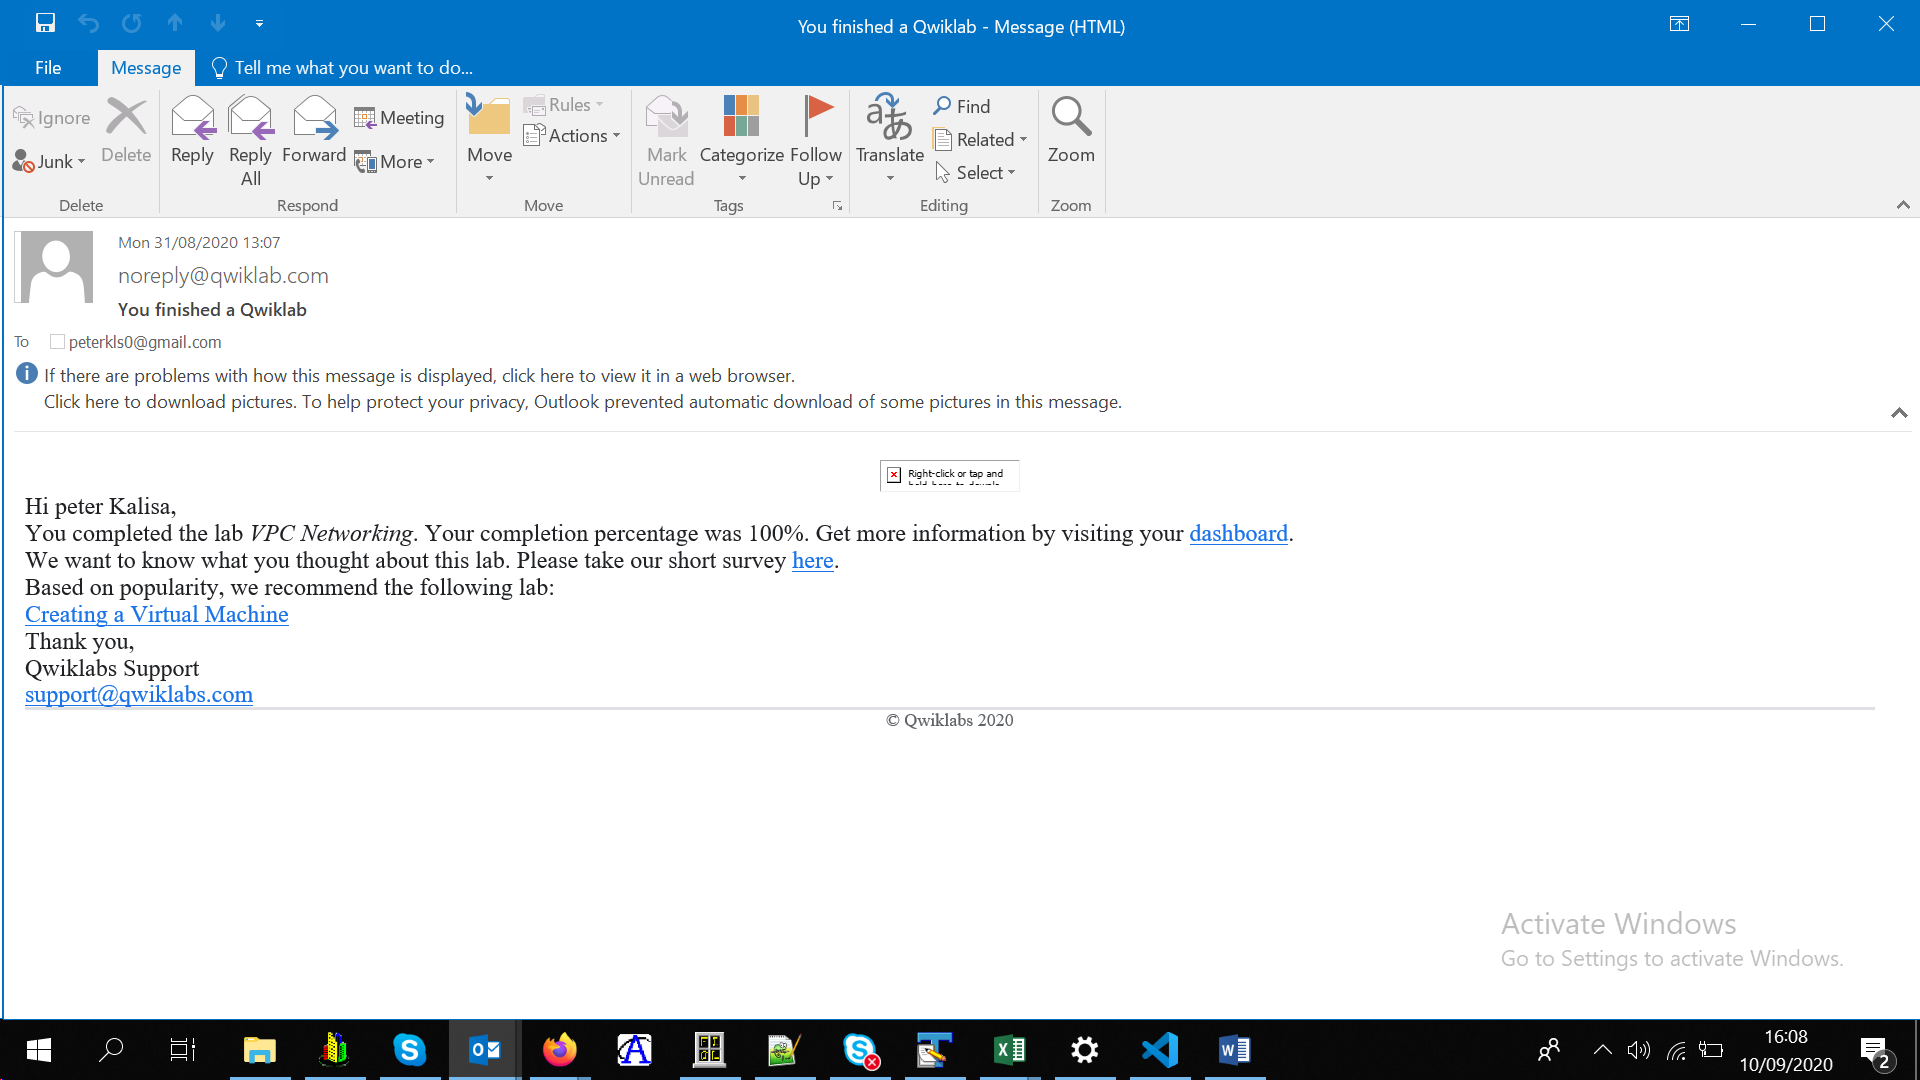 You finished a Qwiklab - Message (HTML)
File
Message
Tell me what you want to do...
Ignore
Junk
Delete
Delete
Reply
Reply All
Forward
Meeting
More
Respond
Move
Rules
Actions
Move
Mark Unread
Categorize
Follow Up
Tags
Translate
Find
Related
Select
Editing
Zoom
Zoom
Mon 31/08/2020 13:07
noreply@qwiklab.com
You finished a Qwiklab
To peterkls0@gmail.com
If there are problems with how this message is displayed, click here to view it in a web browser.
Click here to download pictures. To help protect your privacy, Outlook prevented automatic download of some pictures in this message.
Right-click or tap and
Hi peter Kalisa,
You completed the lab VPC Networking. Your completion percentage was 100%. Get more information by visiting your dashboard.
We want to know what you thought about this lab. Please take our short survey here.
Based on popularity, we recommend the following lab:
Creating a Virtual Machine
Thank you,
Qwiklabs Support
support@qwiklabs.com
© Qwiklabs 2020
Activate Windows
Go to Settings to activate Windows.
16:08
10/09/2020
2